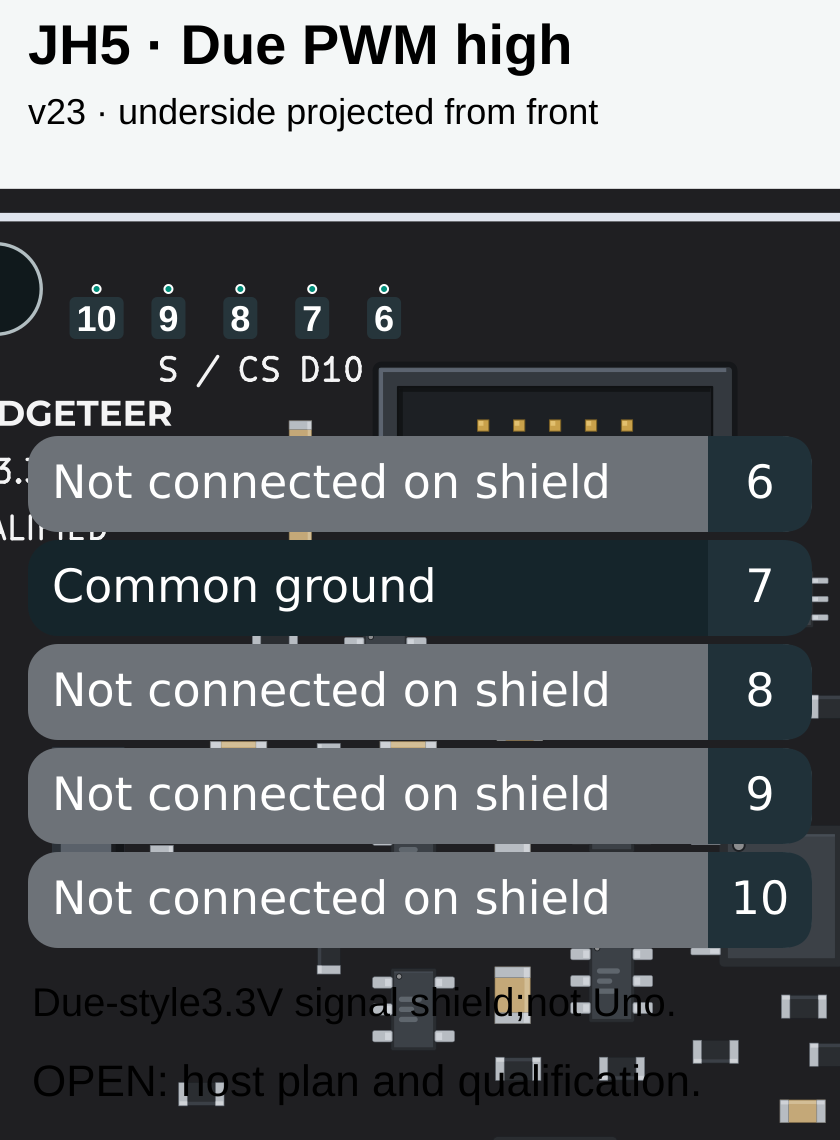 JH5 · Due PWM high
v23 · underside projected from front
10 9 8 7 6
S / CS D10
DGETEER
Not connected on shield 6
Common ground 7
Not connected on shield 8
Not connected on shield 9
Not connected on shield 10
Due-style3.3V signal shield;not Uno.
OPEN: host plan and qualification.